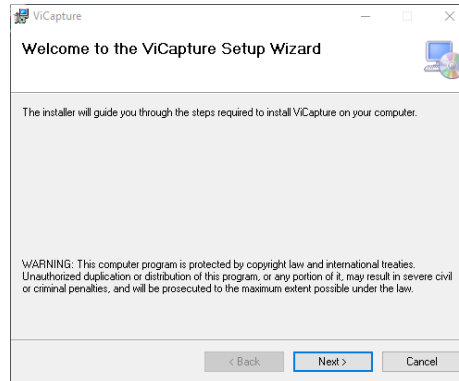 ViCapture
Welcome to the ViCapture Setup Wizard
The installer will guide you through the steps required to install ViCapture on your computer.
WARNING: This computer program is protected by copyright law and international treaties.
Unauthorized duplication or distribution of this program, or any portion of it, may result in severe civil
or criminal penalties, and will be prosecuted to the maximum extent possible under the law.
< Back
Next >
Cancel